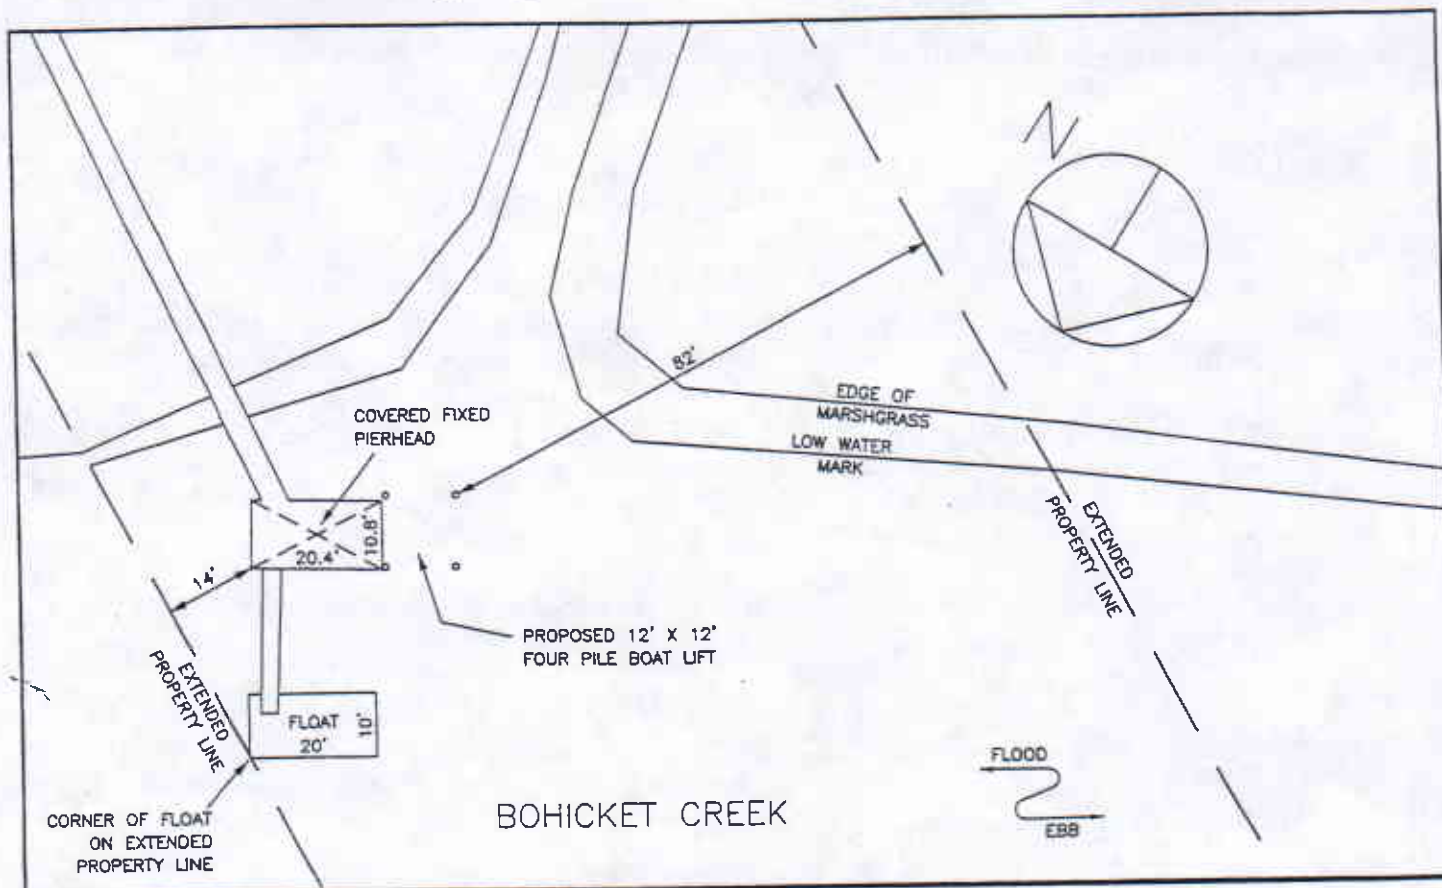 N
82'
EDGE OF
MARSHGRASS
LOW WATER
MARK
COVERED FIXED
PIERHEAD
10.8'
20.4'
14'
EXTENDED
PROPERTY LINE
PROPOSED 12' X 12'
FOUR PILE BOAT LIFT
EXTENDED
PROPERTY LINE
FLOAT
20'
10'
CORNER OF FLOAT
ON EXTENDED
PROPERTY LINE
BOHICKET CREEK
FLOOD
EBB